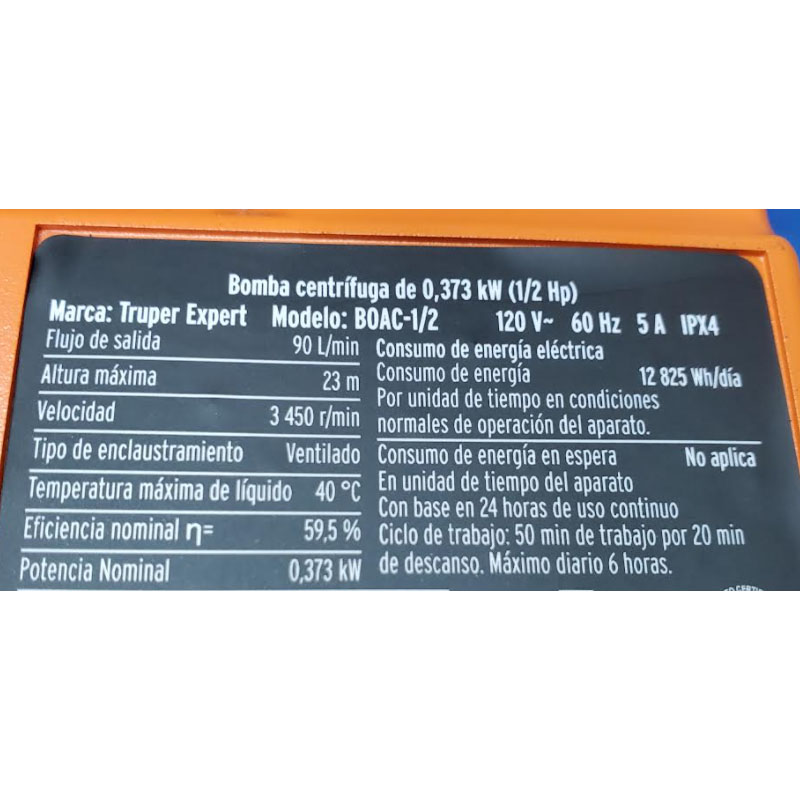 Bomba centrífuga de 0,373 kW (1/2 Hp)
Marca: Truper Expert Modelo: BOAC-1/2 120 V~ 60 Hz 5 A IPX4
Flujo de salida 90 L/min
Altura máxima 23 m
Velocidad 3 450 r/min
Tipo de enclaustramiento Ventilado
Temperatura máxima de líquido 40 °C
Eficiencia nominal η= 59,5 %
Potencia Nominal 0,373 kW
Consumo de energía eléctrica
Consumo de energía 12 825 Wh/día
Por unidad de tiempo en condiciones
normales de operación del aparato.
Consumo de energía en espera No aplica
En unidad de tiempo del aparato
Con base en 24 horas de uso continuo
Ciclo de trabajo: 50 min de trabajo por 20 min
de descanso. Máximo diario 6 horas.